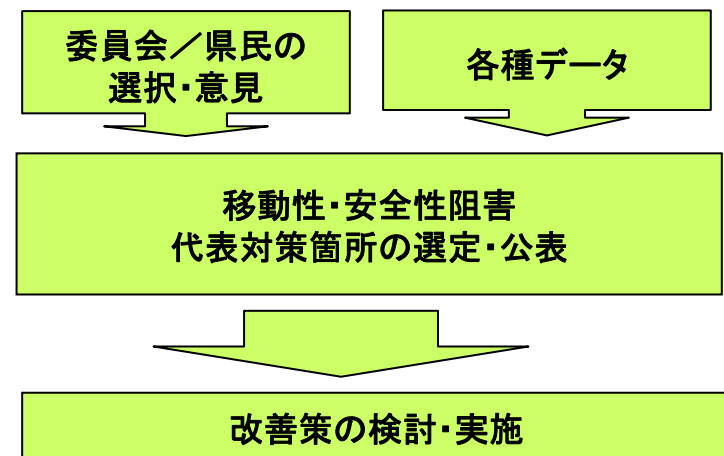 委員会／県民の
選択・意見
各種データ
移動性・安全性阻害
代表対策箇所の選定・公表
改善策の検討・実施